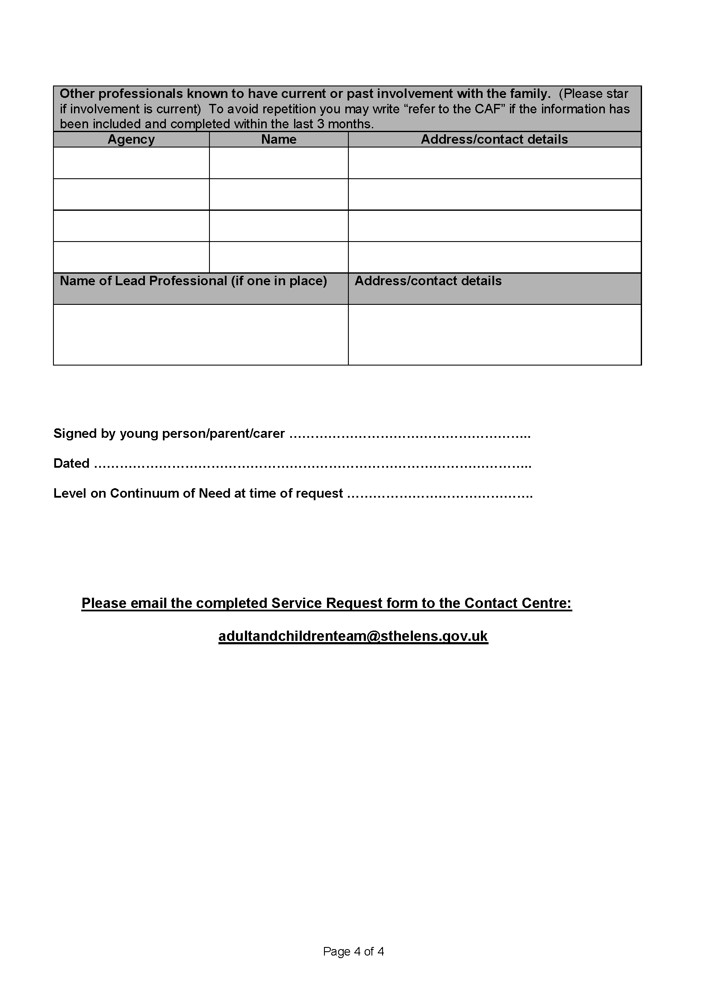 Other professionals known to have current or past involvement with the family.  (Please star
if involvement is current)  To avoid repetition you may write “refer to the CAF” if the information has
been included and completed within the last 3 months.
Agency Name Address/contact details
Name of Lead Professional (if one in place) Address/contact details
Signed by young person/parent/carer ………………………………………………..
Dated ………………………………………………………………………………………..
Level on Continuum of Need at time of request …………………………………….
Please email the completed Service Request form to the Contact Centre:
adultandchildrenteam@sthelens.gov.uk
Page 4 of 4